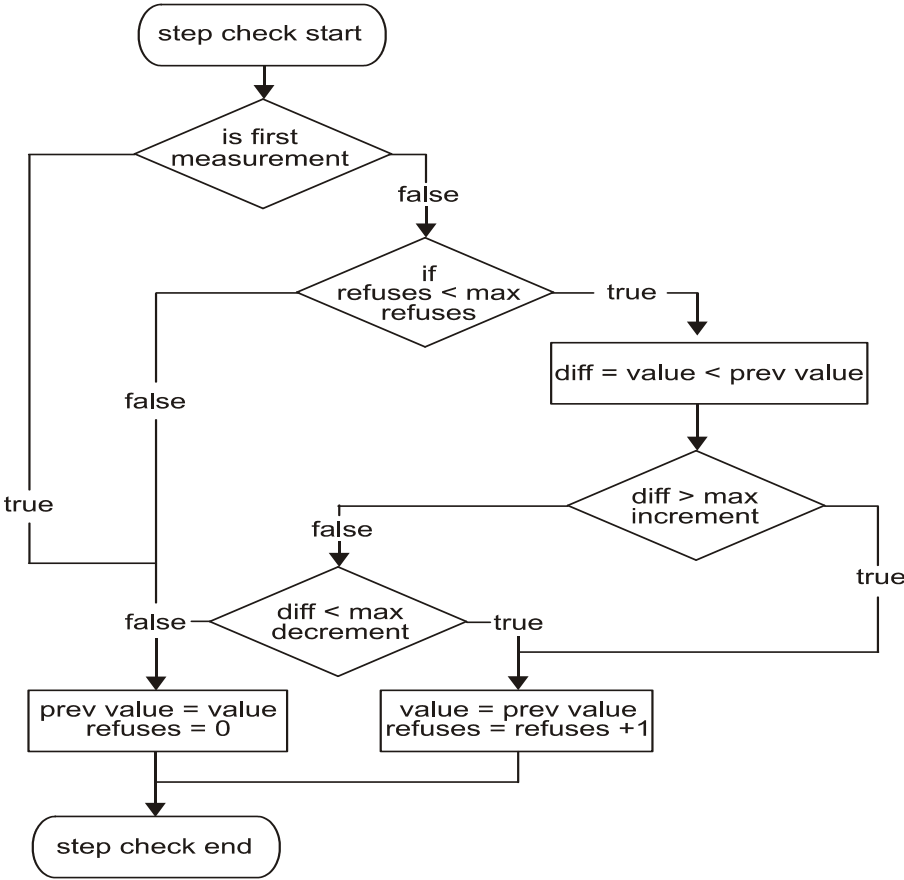 step check start
is first
measurement
false
if
refuses < max
refuses
true
diff = value < prev value
false
diff > max
increment
true
false
true
diff < max
decrement
false
true
prev value = value
refuses = 0
value = prev value
refuses = refuses +1
step check end